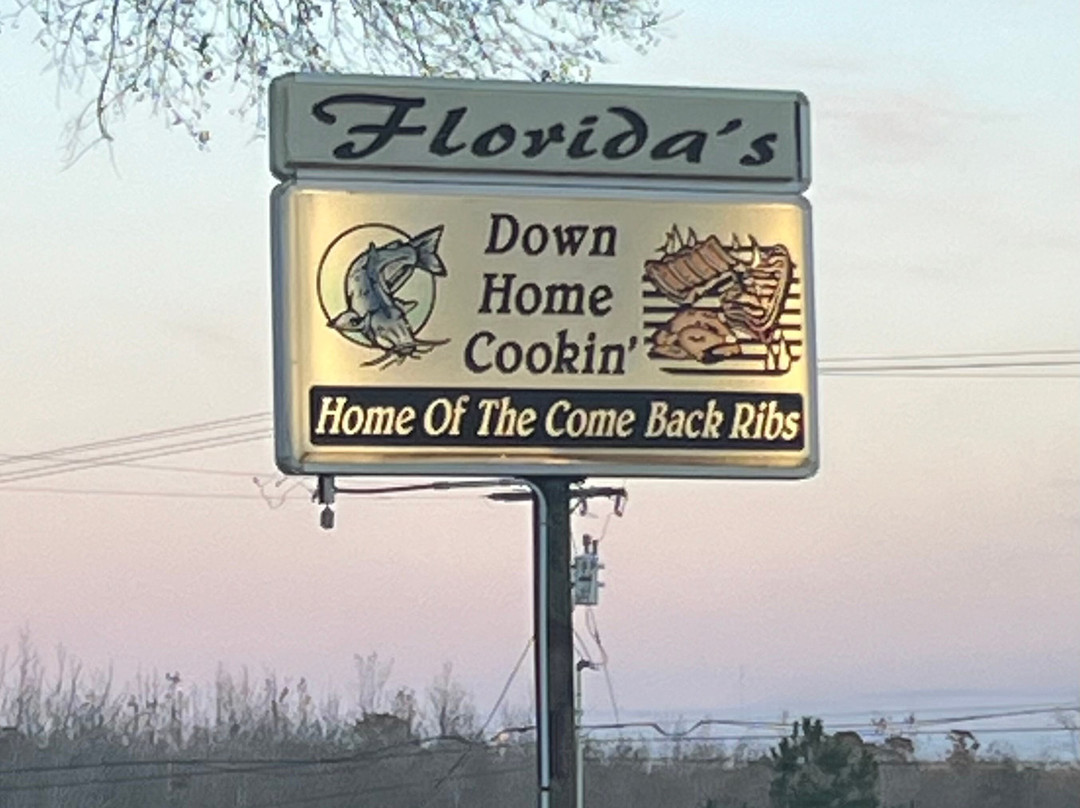 Florida's
Down
Home
Cookin'
Home Of The Come Back Ribs